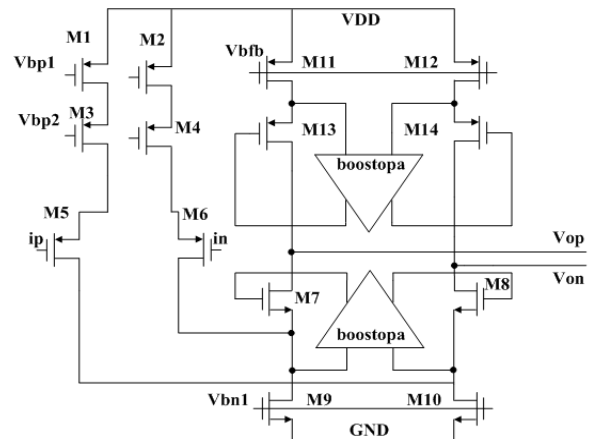 M1
M2
VDD
Vbp1
Vbfb
M11
M12
Vbp2
M3
M4
M13
M14
boostopa
M5
M6
ip
in
Vop
Von
M7
M8
boostopa
Vbn1
M9
M10
GND